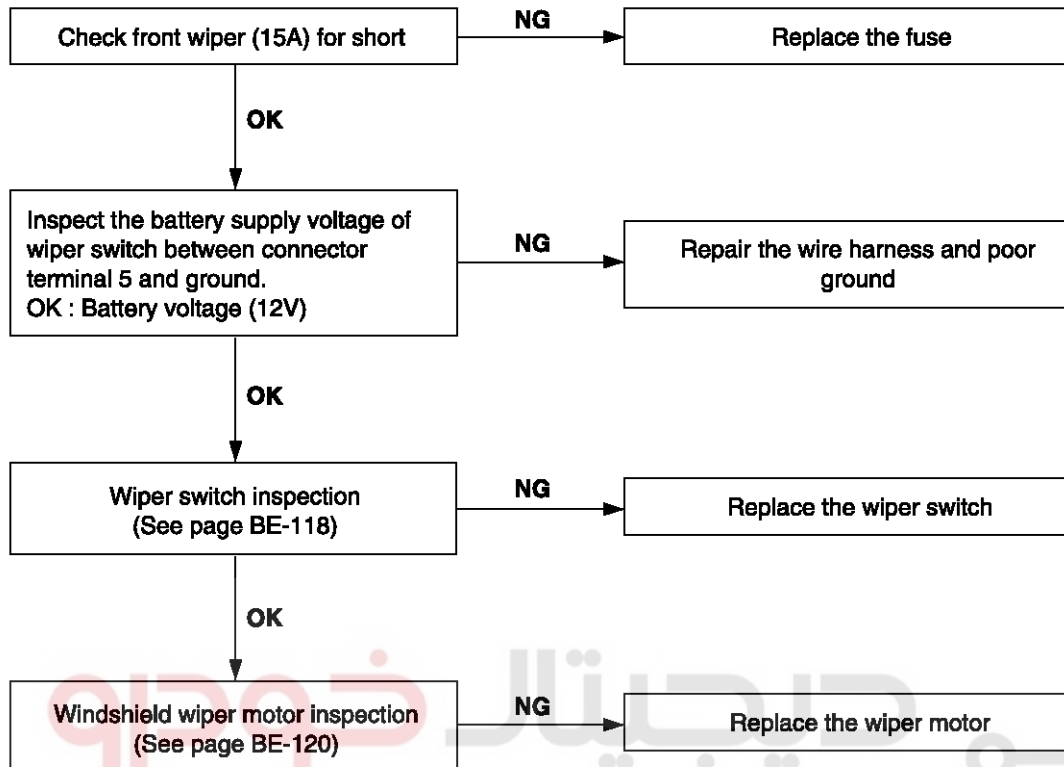 Check front wiper (15A) for short
NG
Replace the fuse
OK
Inspect the battery supply voltage of
wiper switch between connector
terminal 5 and ground.
OK : Battery voltage (12V)
NG
Repair the wire harness and poor
ground
OK
Wiper switch inspection
(See page BE-118)
NG
Replace the wiper switch
OK
Windshield wiper motor inspection
(See page BE-120)
NG
Replace the wiper motor
دیجیتال خودرو